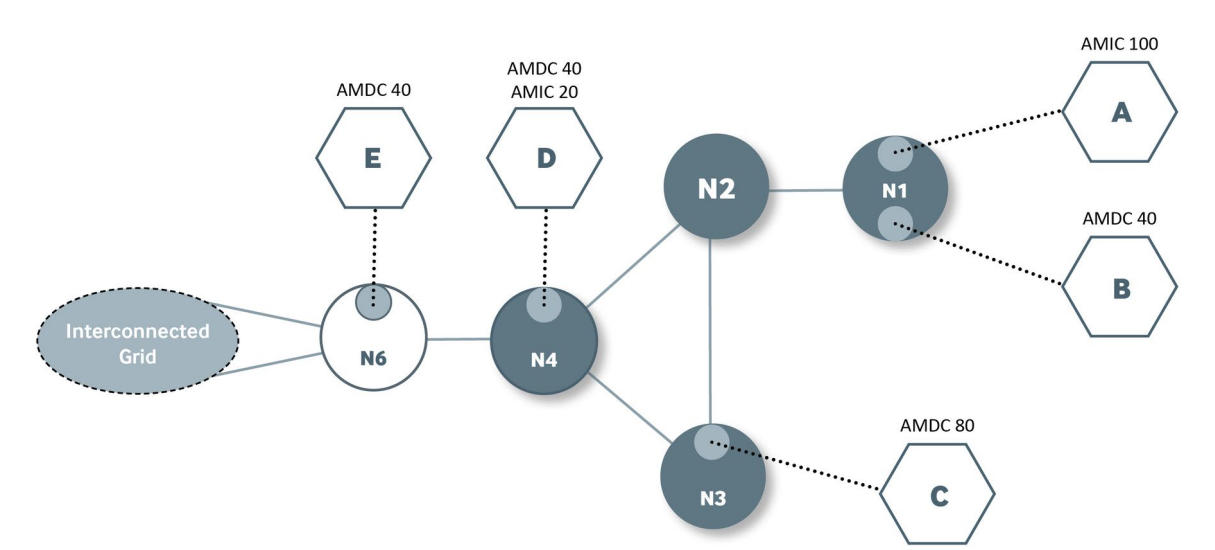 AMIC 100
A
AMDC 40
AMIC 20
D
AMDC 40
E
N2
N1
AMDC 40
B
Interconnected
Grid
N6
N4
AMDC 80
C
N3